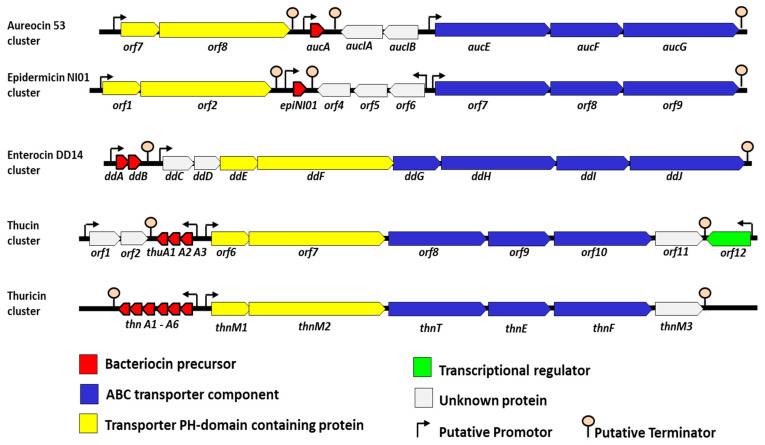 Aureocin 53
cluster
orf7 orf8 aucA aucIA aucIB aucE aucF aucG
Epidermicin NI01
cluster
orf1 orf2 epiNI01 orf4 orf5 orf6 orf7 orf8 orf9
Enterocin DD14
cluster
ddA ddB ddC ddD ddE ddF ddG ddH ddI ddJ
Thucin
cluster
orf1 orf2 thuA1 A2 A3 orf6 orf7 orf8 orf9 orf10 orf11 orf12
Thuricin
cluster
thn A1 - A6 thnM1 thnM2 thnT thnE thnF thnM3
Bacteriocin precursor
Transcriptional regulator
ABC transporter component
Unknown protein
Transporter PH-domain containing protein
Putative Promotor
Putative Terminator